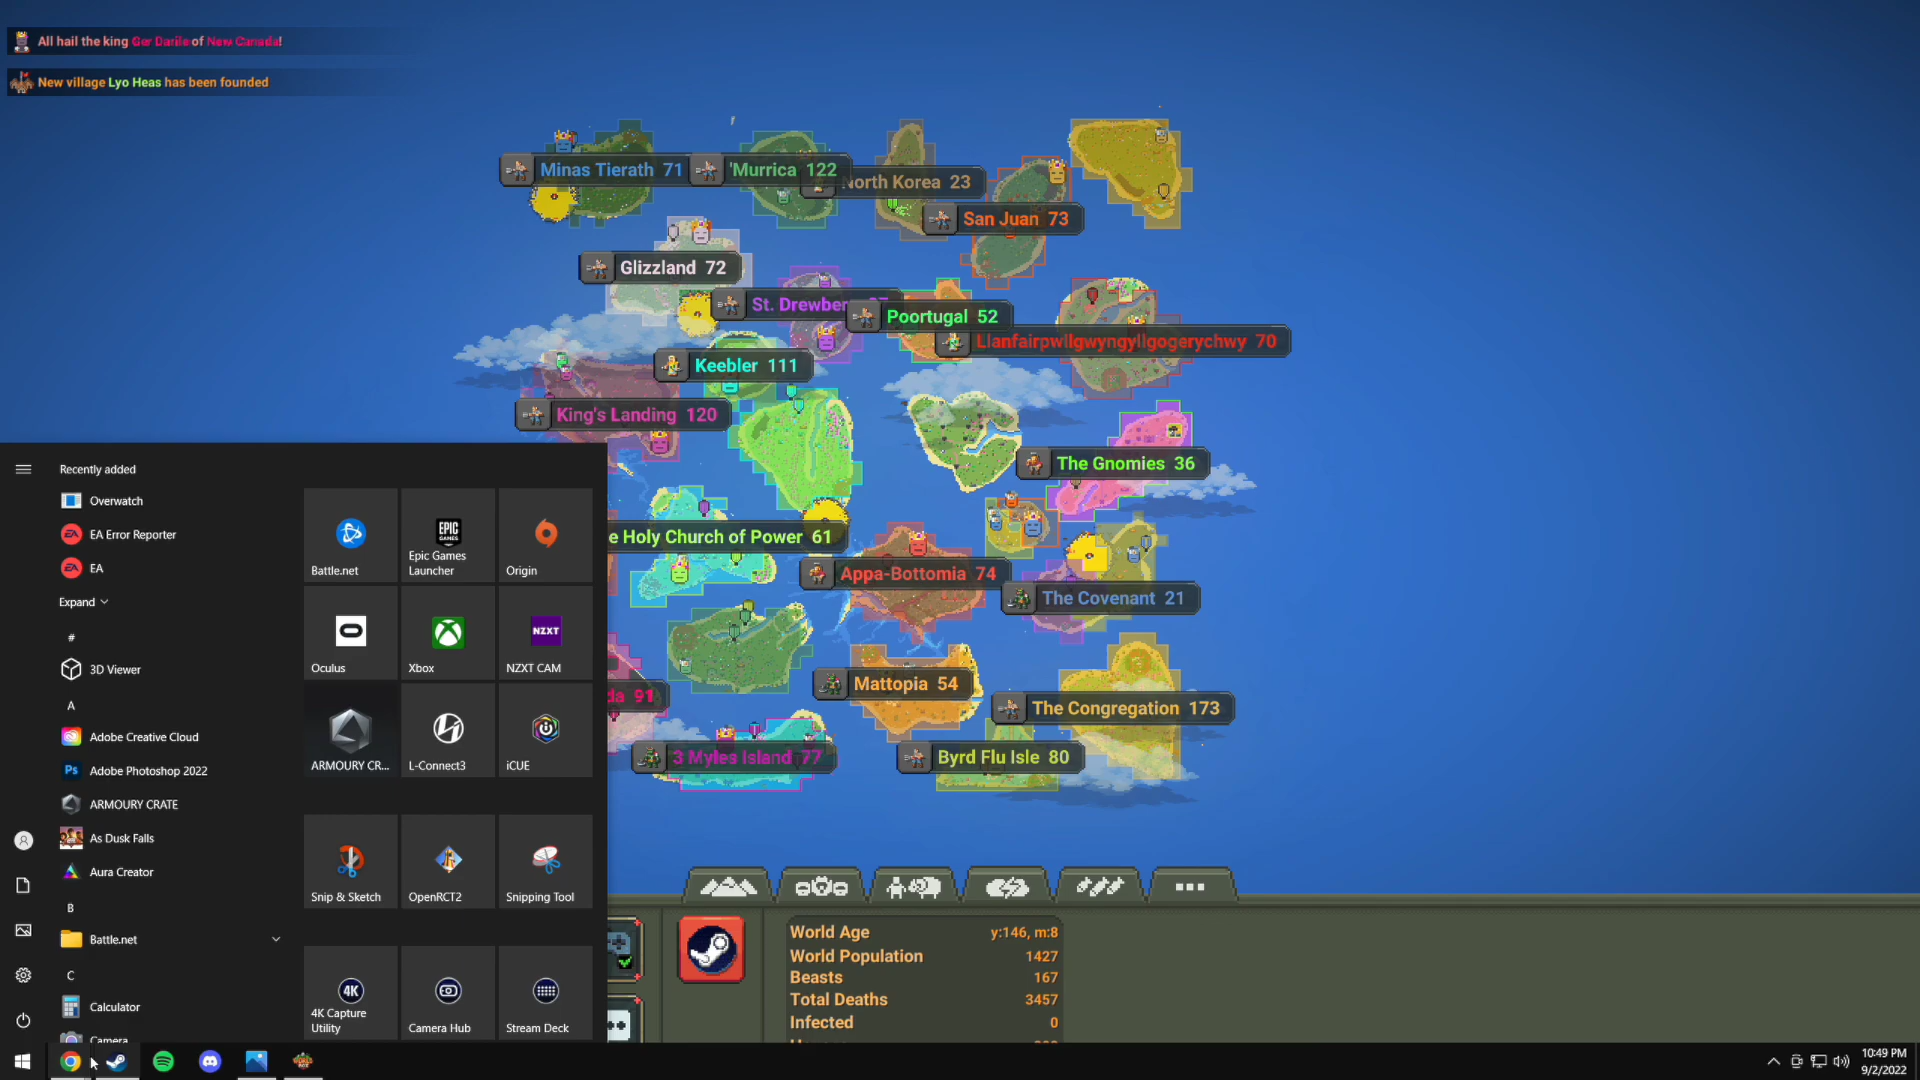 All hail the king Gor Darilo of New Canada!
New village Lyo Heas has been founded
Minas Tierath 71
'Murrica 122
North Korea 23
San Juan 73
Glizzland 72
St. Drewber
Poortugal 52
Llanfairpwllgwyngyllgogerychwy 70
Keebler 111
King's Landing 120
The Gnomies 36
e Holy Church of Power 61
Appa-Bottomia 74
The Covenant 21
da 91
Mattopia 54
The Congregation 173
3 Myles Island 77
Byrd Flu Isle 80
Recently added
Overwatch
EA Error Reporter
EA
Expand
#
3D Viewer
A
Adobe Creative Cloud
Ps Adobe Photoshop 2022
ARMOURY CRATE
As Dusk Falls
Aura Creator
B
Battle.net
C
Calculator
Camera
Battle.net
EPIC GAMES
Epic Games Launcher
Origin
Oculus
Xbox
NZXT
NZXT CAM
ARMOURY CR...
L-Connect3
iCUE
Snip & Sketch
OpenRCT2
Snipping Tool
4K
4K Capture Utility
Camera Hub
Stream Deck
World Age y:146, m:8
World Population 1427
Beasts 167
Total Deaths 3457
Infected 0
10:49 PM
9/2/2022